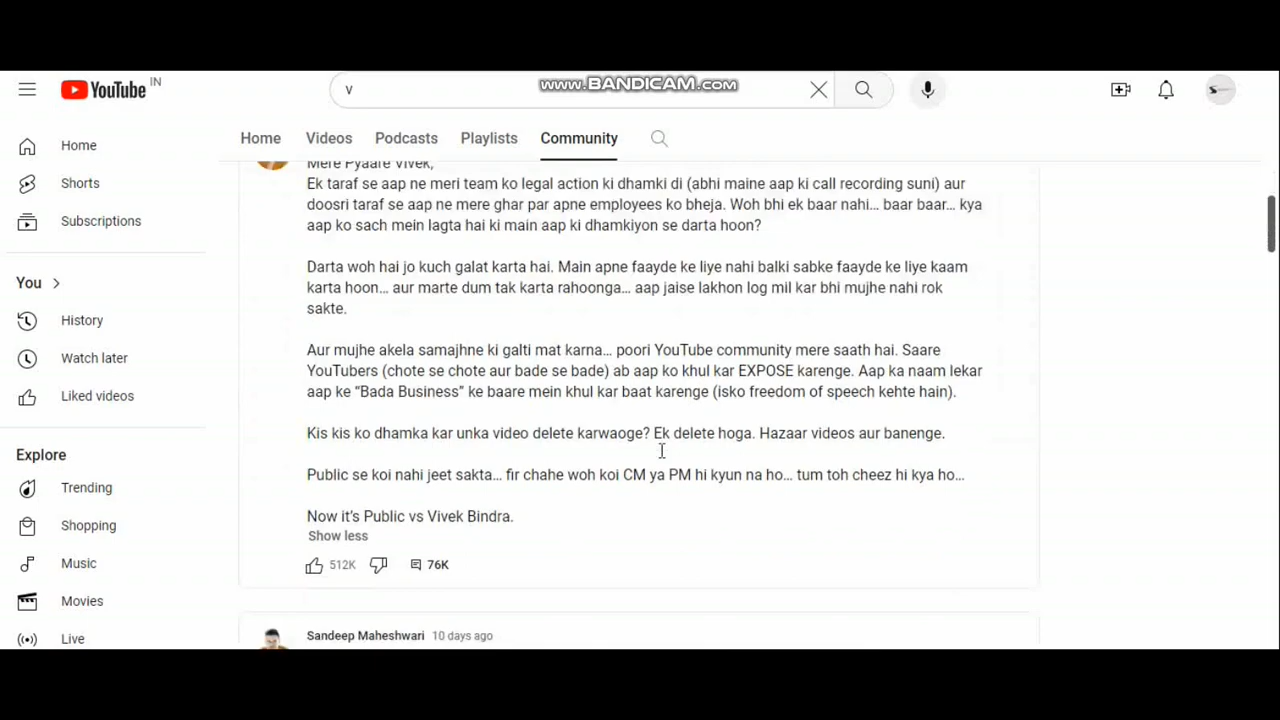 www.BANDICAM.com
YouTube IN
v
Home Videos Podcasts Playlists Community
Home
Shorts
Subscriptions
You
History
Watch later
Liked videos
Explore
Trending
Shopping
Music
Movies
Live
Mere Pyaare Vivek,
Ek taraf se aap ne meri team ko legal action ki dhamki di (abhi maine aap ki call recording suni) aur
doosri taraf se aap ne mere ghar par apne employees ko bheja. Woh bhi ek baar nahi... baar baar... kya
aap ko sach mein lagta hai ki main aap ki dhamkiyon se darta hoon?
Darta woh hai jo kuch galat karta hai. Main apne faayde ke liye nahi balki sabke faayde ke liye kaam
karta hoon... aur marte dum tak karta rahoonga... aap jaise lakhon log mil kar bhi mujhe nahi rok
sakte.
Aur mujhe akela samajhne ki galti mat karna... poori YouTube community mere saath hai. Saare
YouTubers (chote se chote aur bade se bade) ab aap ko khul kar EXPOSE karenge. Aap ka naam lekar
aap ke “Bada Business” ke baare mein khul kar baat karenge (isko freedom of speech kehte hain).
Kis kis ko dhamka kar unka video delete karwaoge? Ek delete hoga. Hazaar videos aur banenge.
Public se koi nahi jeet sakta... fir chahe woh koi CM ya PM hi kyun na ho... tum toh cheez hi kya ho...
Now it’s Public vs Vivek Bindra.
Show less
512K 76K
Sandeep Maheshwari 10 days ago